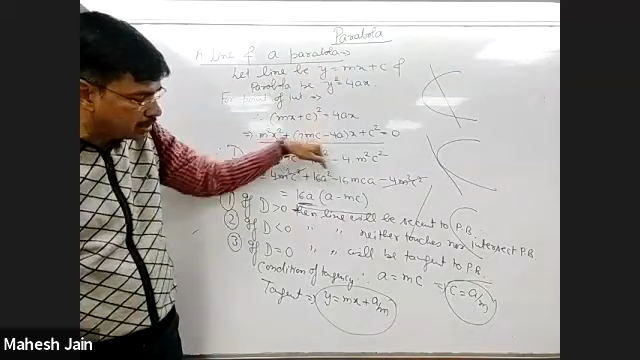 Parabola
A line & a parabola ⇒
Let line be y = mx + c &
Parabola be y² = 4ax.
For point of int ⇒
∴ (mx + c)² = 4ax
⇒ m²x² + (2mc - 4a)x + c² = 0
∴ D - 4.m²c²
4m²c² + 16a² - 16mca - 4m²c²
= 16a (a - mc)
① If D > 0 then line will be secant to P.B.
② If D < 0 " " neither touches nor intersect P.B.
③ If D = 0 " " will be tangent to P.B.
Condition of tangency ∴ a = mc ⇒ c = a/m
Tangent ⇒ y = mx + a/m
Mahesh Jain